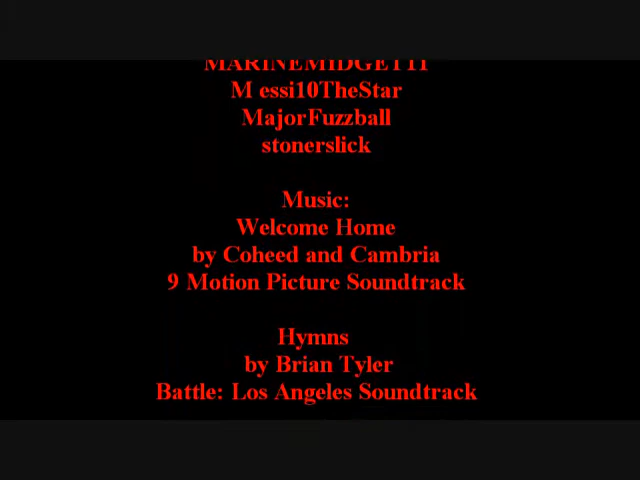 MARINEMIDGETTI
M essi10TheStar
MajorFuzzball
stonerslick
Music:
Welcome Home
by Coheed and Cambria
9 Motion Picture Soundtrack
Hymns
by Brian Tyler
Battle: Los Angeles Soundtrack